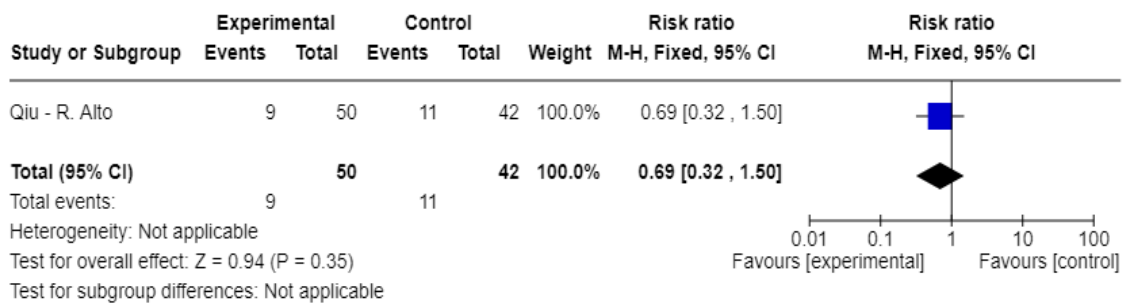 Experimental Control Risk ratio Risk ratio
Study or Subgroup Events Total Events Total Weight M-H, Fixed, 95% CI M-H, Fixed, 95% CI
Qiu - R. Alto 9 50 11 42 100.0% 0.69 [0.32 , 1.50]
Total (95% CI) 50 42 100.0% 0.69 [0.32 , 1.50]
Total events: 9 11
Heterogeneity: Not applicable
Test for overall effect: Z = 0.94 (P = 0.35)
Test for subgroup differences: Not applicable
0.01 0.1 1 10 100
Favours [experimental] Favours [control]